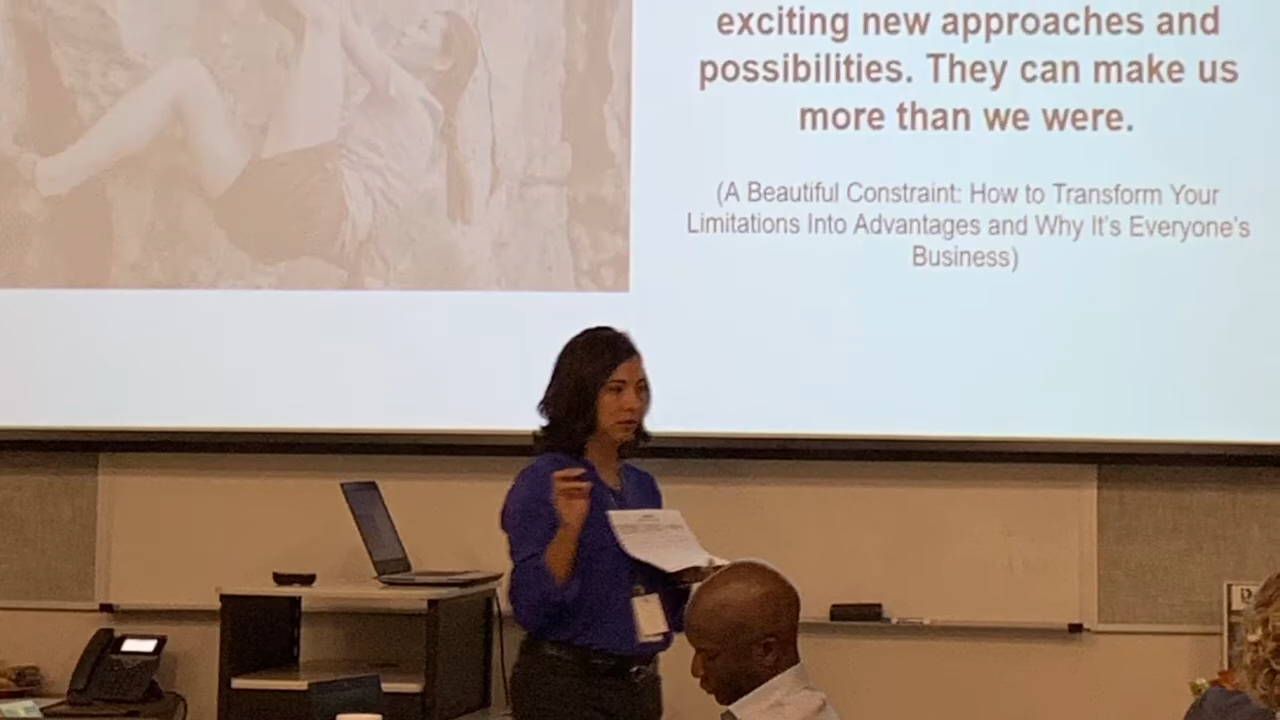 exciting new approaches and
possibilities. They can make us
more than we were.
(A Beautiful Constraint: How to Transform Your
Limitations Into Advantages and Why It's Everyone's
Business)